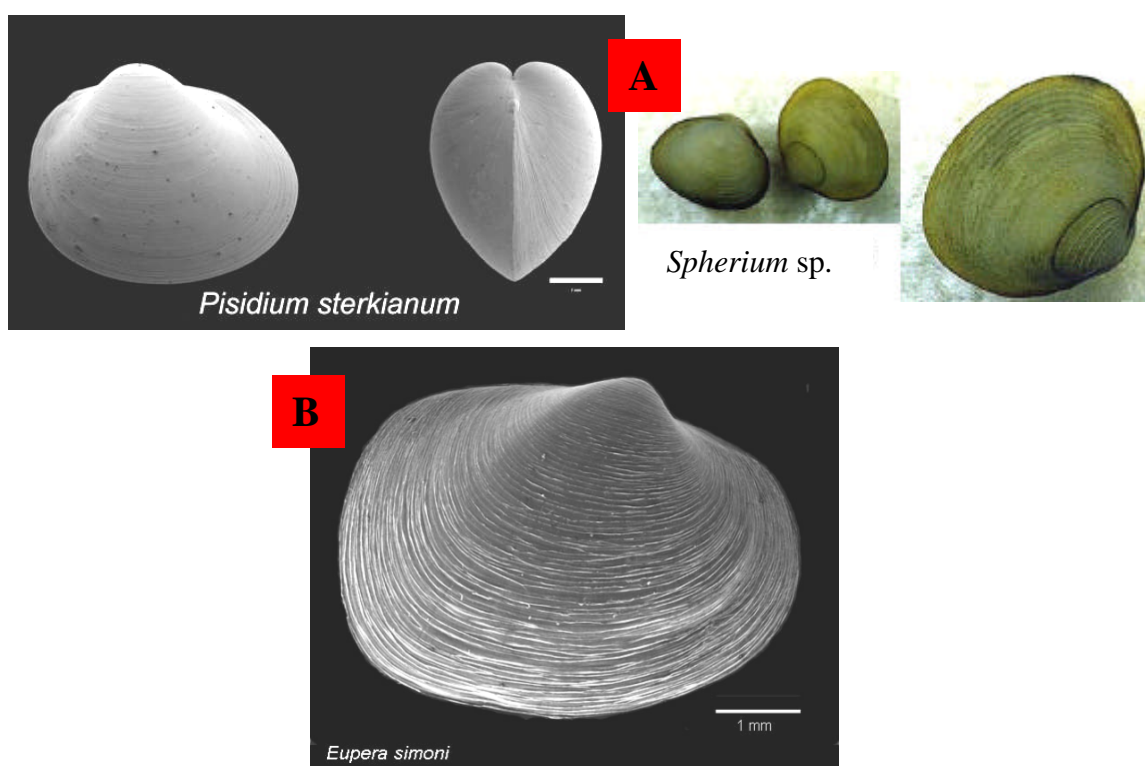 A
Spherium sp.
Pisidium sterkianum
B
1 mm
Eupera simoni